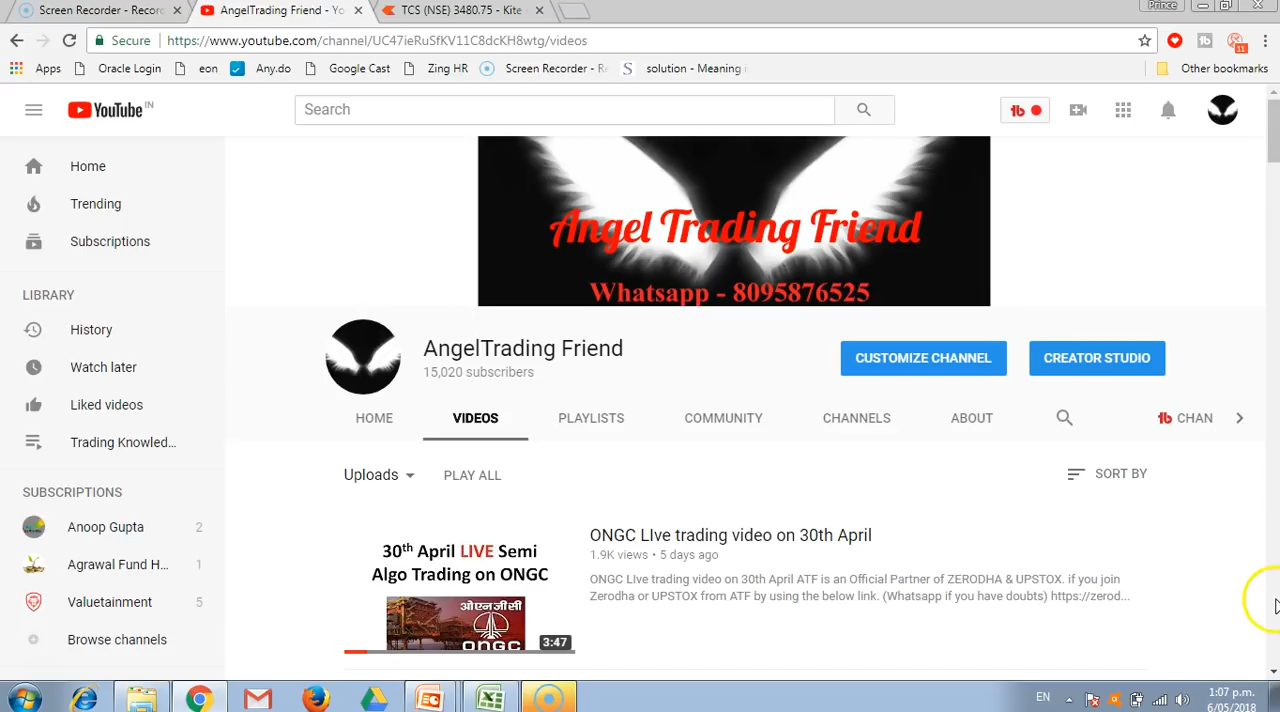 Screen Recorder - Recor
AngelTrading Friend - Yo
TCS (NSE) 3480.75 - Kite
Prince
Secure
https://www.youtube.com/channel/UC47ieRuSfKV11C8dcKH8wtg/videos
tb
11
Apps
Oracle Login
eon
Any.do
Google Cast
Zing HR
Screen Recorder - Re
S
solution - Meaning i
Other bookmarks
YouTube IN
Search
tb
Home
Trending
Subscriptions
LIBRARY
History
Watch later
Liked videos
Trading Knowled...
SUBSCRIPTIONS
Anoop Gupta 2
Agrawal Fund H... 1
Valuetainment 5
Browse channels
Angel Trading Friend
Whatsapp - 8095876525
AngelTrading Friend
15,020 subscribers
CUSTOMIZE CHANNEL
CREATOR STUDIO
HOME
VIDEOS
PLAYLISTS
COMMUNITY
CHANNELS
ABOUT
tb CHAN
Uploads
PLAY ALL
SORT BY
30th April LIVE Semi
Algo Trading on ONGC
ओएनजीसी
ONGC
3:47
ONGC LIve trading video on 30th April
1.9K views • 5 days ago
ONGC LIve trading video on 30th April ATF is an Official Partner of ZERODHA & UPSTOX. if you join
Zerodha or UPSTOX from ATF by using the below link. (Whatsapp if you have doubts) https://zerod...
EN
1:07 p.m.
6/05/2018